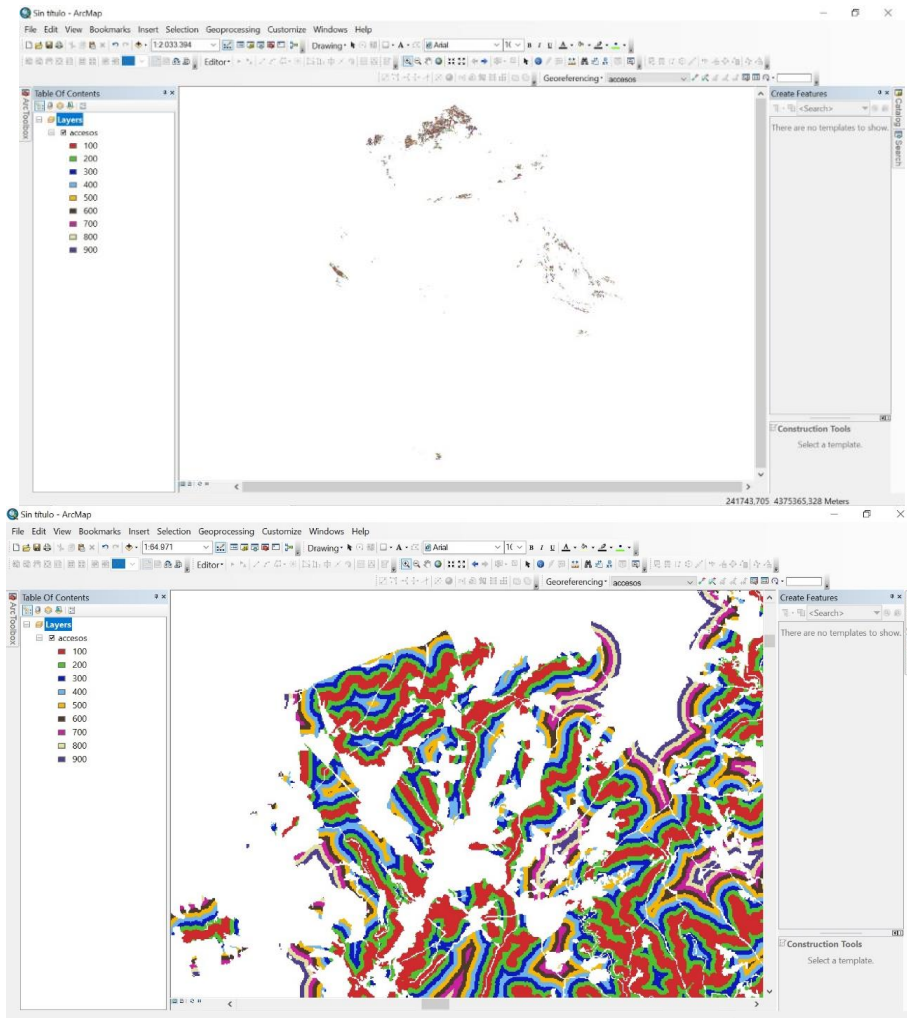 Sin título - ArcMap
File Edit View Bookmarks Insert Selection Geoprocessing Customize Windows Help
1:2.033.394 Drawing Arial B I U A
Editor
Georeferencing accesos
ArcToolbox
Table Of Contents
Layers
accesos
100
200
300
400
500
600
700
800
900
Create Features
<Search>
There are no templates to show.
Construction Tools
Select a template.
Catalog
Search
241743,705 4375365,328 Meters
Sin título - ArcMap
File Edit View Bookmarks Insert Selection Geoprocessing Customize Windows Help
1:64.971 Drawing Arial B I U A
Editor
Georeferencing accesos
ArcToolbox
Table Of Contents
Layers
accesos
100
200
300
400
500
600
700
800
900
Create Features
<Search>
There are no templates to show.
Construction Tools
Select a template.